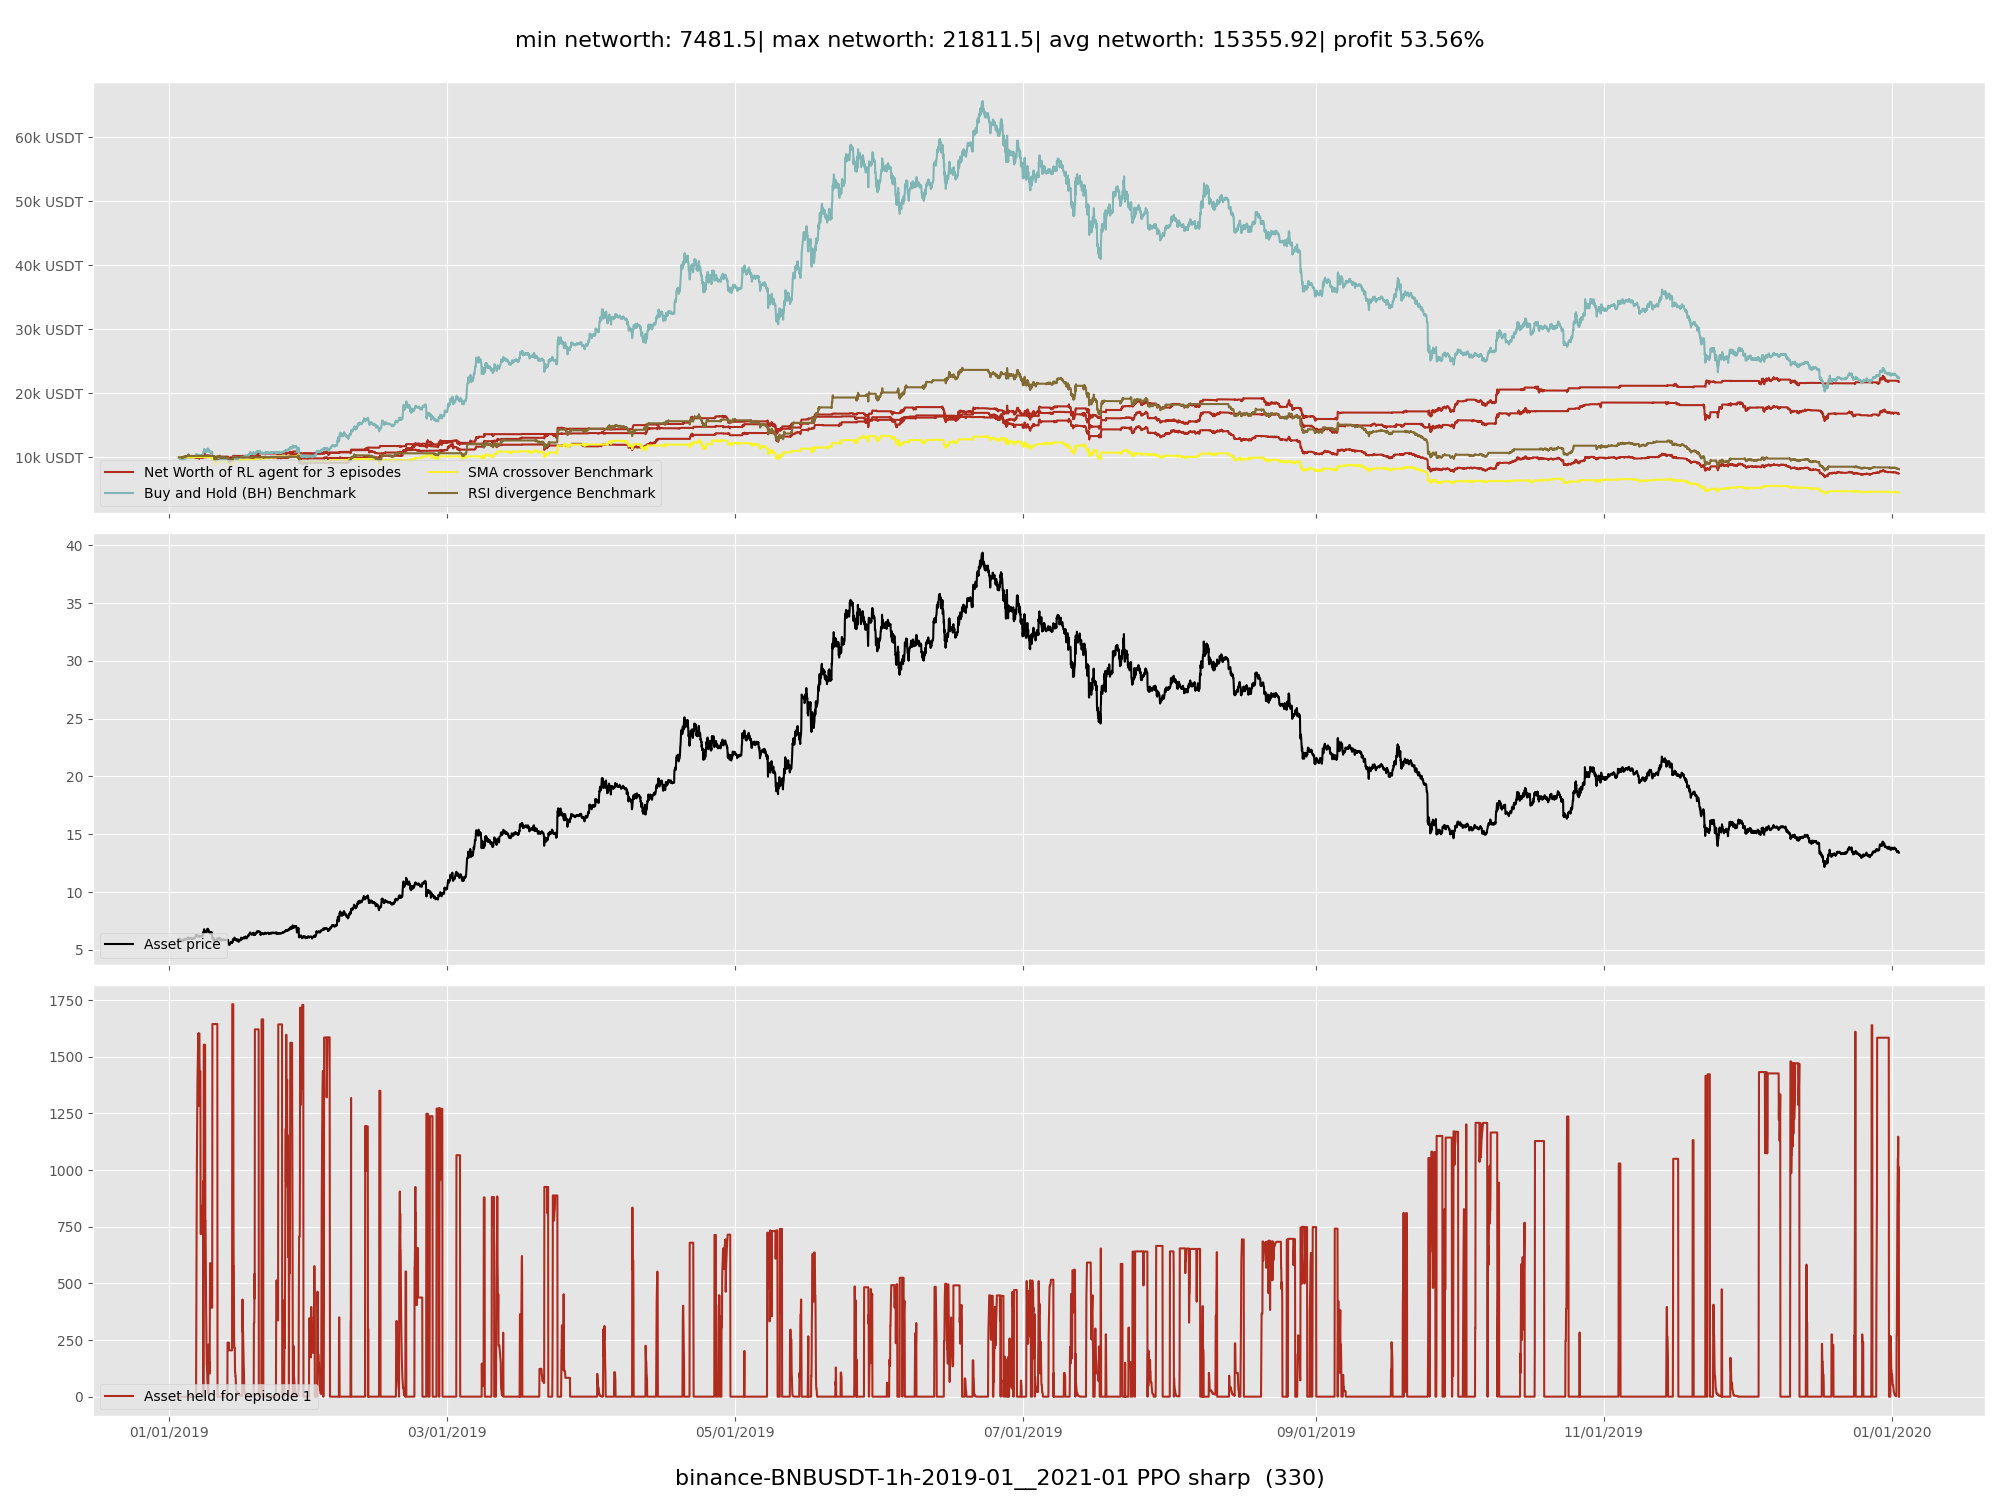 min networth: 7481.5| max networth: 21811.5| avg networth: 15355.92| profit 53.56%
60k USDT
50k USDT
40k USDT
30k USDT
20k USDT
10k USDT
Net Worth of RL agent for 3 episodes
Buy and Hold (BH) Benchmark
SMA crossover Benchmark
RSI divergence Benchmark
40
35
30
25
20
15
10
5
Asset price
1750
1500
1250
1000
750
500
250
0
Asset held for episode 1
01/01/2019
03/01/2019
05/01/2019
07/01/2019
09/01/2019
11/01/2019
01/01/2020
binance-BNBUSDT-1h-2019-01__2021-01 PPO sharp  (330)